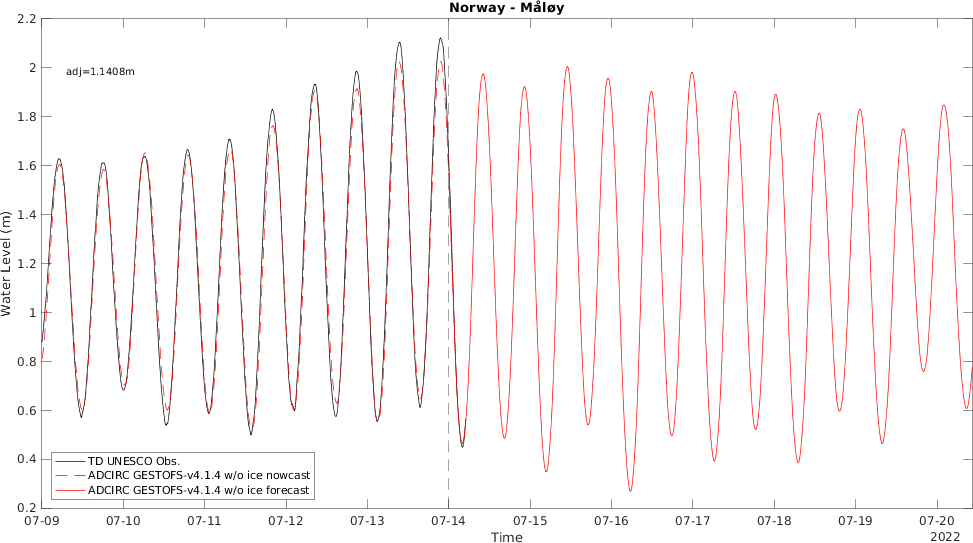 Norway - Måløy
2.2
2
1.8
1.6
1.4
1.2
1
0.8
0.6
0.4
0.2
Water Level (m)
adj=1.1408m
TD UNESCO Obs.
ADCIRC GESTOFS-v4.1.4 w/o ice nowcast
ADCIRC GESTOFS-v4.1.4 w/o ice forecast
07-09 07-10 07-11 07-12 07-13 07-14 07-15 07-16 07-17 07-18 07-19 07-20
Time
2022